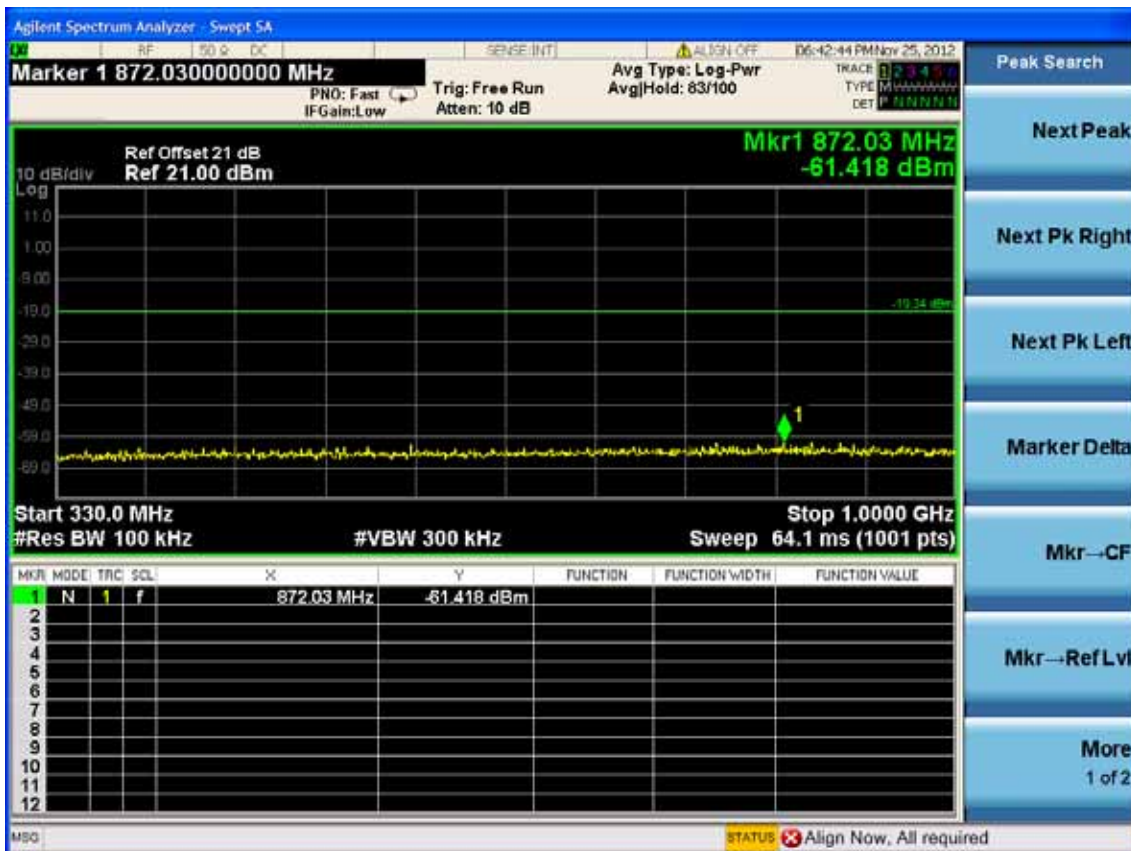 Agilent Spectrum Analyzer - Swept SA
RF 50 Ω DC SENSE:INT ALIGN OFF 06:42:44 PM Nov 25, 2012
Marker 1 872.030000000 MHz
PNO: Fast
IFGain:Low
Trig: Free Run
Atten: 10 dB
Avg Type: Log-Pwr
Avg|Hold: 83/100
TRACE 1 2 3 4 5 6
TYPE M
DET P N N N N N
Peak Search
Next Peak
Next Pk Right
Next Pk Left
Marker Delta
Mkr→CF
Mkr→Ref Lvl
More
1 of 2
Mkr1 872.03 MHz
-61.418 dBm
Ref Offset 21 dB
10 dB/div Ref 21.00 dBm
Log
11.0
1.00
-9.00
-19.0
-29.0
-39.0
-49.0
-59.0
-69.0
-19.34 dBm
1
Start 330.0 MHz Stop 1.0000 GHz
#Res BW 100 kHz #VBW 300 kHz Sweep 64.1 ms (1001 pts)
MKR MODE TRC SCL X Y FUNCTION FUNCTION WIDTH FUNCTION VALUE
1 N 1 f 872.03 MHz -61.418 dBm
2
3
4
5
6
7
8
9
10
11
12
MSG STATUS Align Now, All required